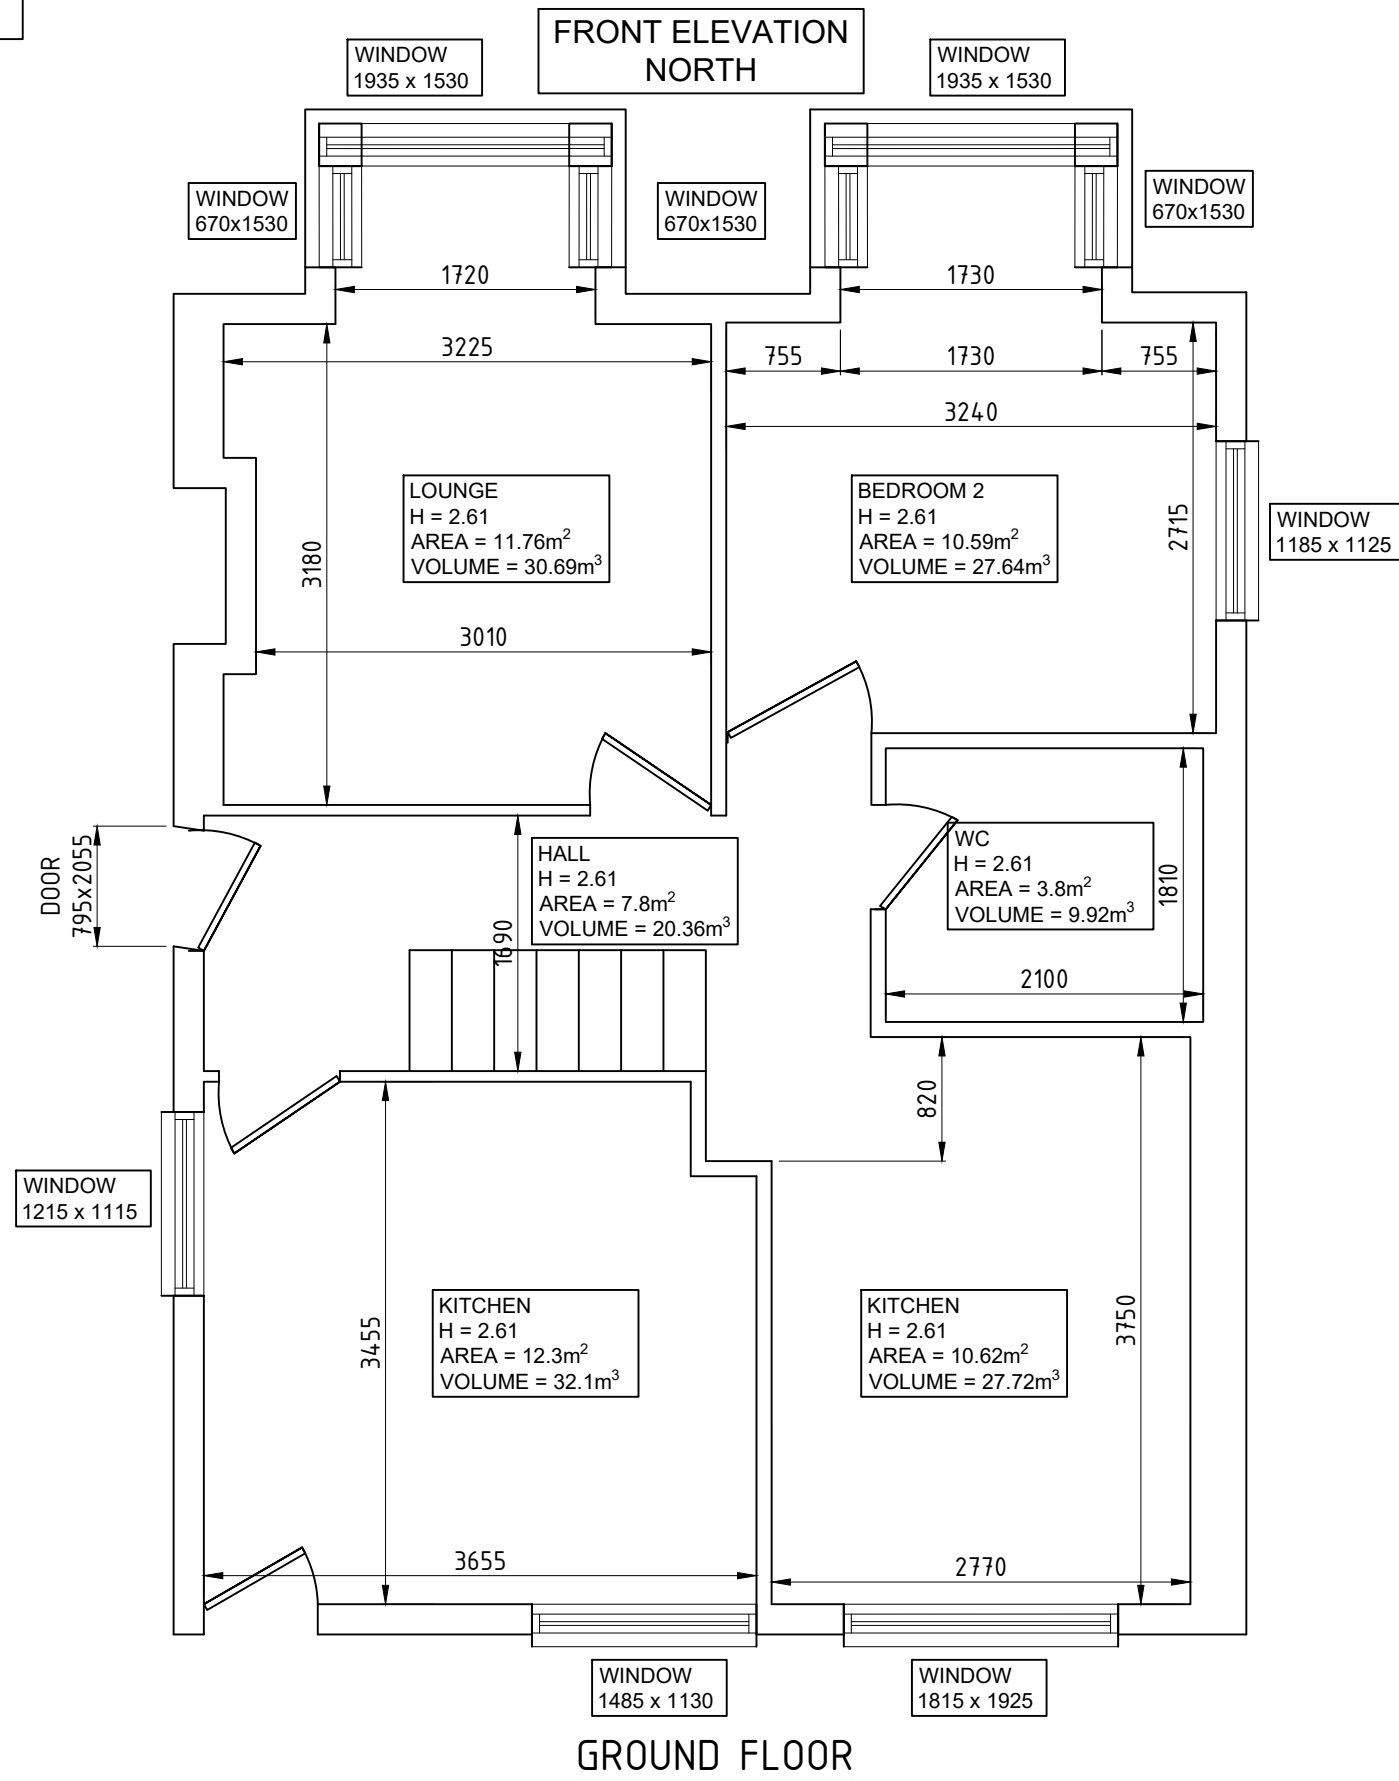 FRONT ELEVATION
NORTH
WINDOW
1935 x 1530
WINDOW
1935 x 1530
WINDOW
670x1530
WINDOW
670x1530
WINDOW
670x1530
1720
1730
3225
755
1730
755
3240
LOUNGE
H = 2.61
AREA = 11.76m²
VOLUME = 30.69m³
BEDROOM 2
H = 2.61
AREA = 10.59m²
VOLUME = 27.64m³
WINDOW
1185 x 1125
3180
2715
3010
DOOR
795x2055
HALL
H = 2.61
AREA = 7.8m²
VOLUME = 20.36m³
WC
H = 2.61
AREA = 3.8m²
VOLUME = 9.92m³
1810
1690
2100
820
WINDOW
1215 x 1115
KITCHEN
H = 2.61
AREA = 12.3m²
VOLUME = 32.1m³
KITCHEN
H = 2.61
AREA = 10.62m²
VOLUME = 27.72m³
3455
3750
3655
2770
WINDOW
1485 x 1130
WINDOW
1815 x 1925
GROUND FLOOR